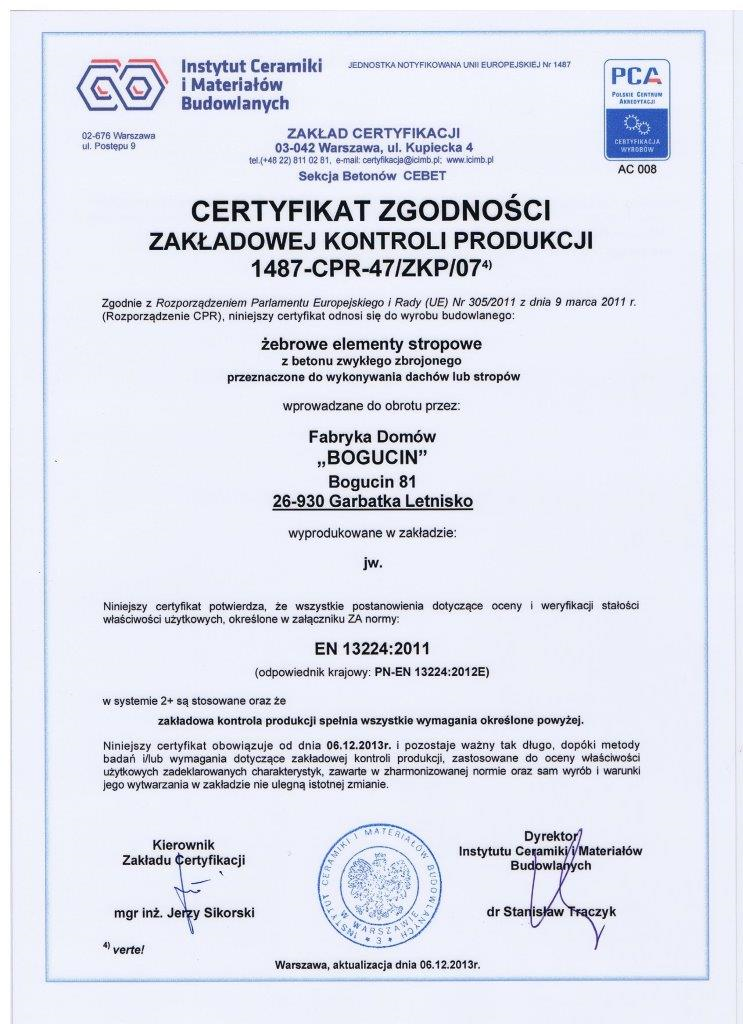 Instytut Ceramiki
i Materiałów
Budowlanych
JEDNOSTKA NOTYFIKOWANA UNII EUROPEJSKIEJ Nr 1487
PCA
POLSKIE CENTRUM
AKREDYTACJI
CERTYFIKACJA
WYROBÓW
AC 008
02-676 Warszawa
ul. Postępu 9
ZAKŁAD CERTYFIKACJI
03-042 Warszawa, ul. Kupiecka 4
tel.(+48 22) 811 02 81, e-mail: certyfikacja@icimb.pl; www.icimb.pl
Sekcja Betonów CEBET
CERTYFIKAT ZGODNOŚCI
ZAKŁADOWEJ KONTROLI PRODUKCJI
1487-CPR-47/ZKP/07⁴⁾
Zgodnie z Rozporządzeniem Parlamentu Europejskiego i Rady (UE) Nr 305/2011 z dnia 9 marca 2011 r.
(Rozporządzenie CPR), niniejszy certyfikat odnosi się do wyrobu budowlanego:
żebrowe elementy stropowe
z betonu zwykłego zbrojonego
przeznaczone do wykonywania dachów lub stropów
wprowadzane do obrotu przez:
Fabryka Domów
„BOGUCIN”
Bogucin 81
26-930 Garbatka Letnisko
wyprodukowane w zakładzie:
jw.
Niniejszy certyfikat potwierdza, że wszystkie postanowienia dotyczące oceny i weryfikacji stałości
właściwości użytkowych, określone w załączniku ZA normy:
EN 13224:2011
(odpowiednik krajowy: PN-EN 13224:2012E)
w systemie 2+ są stosowane oraz że
zakładowa kontrola produkcji spełnia wszystkie wymagania określone powyżej.
Niniejszy certyfikat obowiązuje od dnia 06.12.2013r. i pozostaje ważny tak długo, dopóki metody
badań i/lub wymagania dotyczące zakładowej kontroli produkcji, zastosowane do oceny właściwości
użytkowych zadeklarowanych charakterystyk, zawarte w zharmonizowanej normie oraz sam wyrób i warunki
jego wytwarzania w zakładzie nie ulegną istotnej zmianie.
Kierownik
Zakładu Certyfikacji
mgr inż. Jerzy Sikorski
INSTYTUT CERAMIKI I MATERIAŁÓW BUDOWLANYCH
W WARSZAWIE
* 3 *
Dyrektor
Instytutu Ceramiki i Materiałów
Budowlanych
dr Stanisław Traczyk
⁴⁾ verte!
Warszawa, aktualizacja dnia 06.12.2013r.